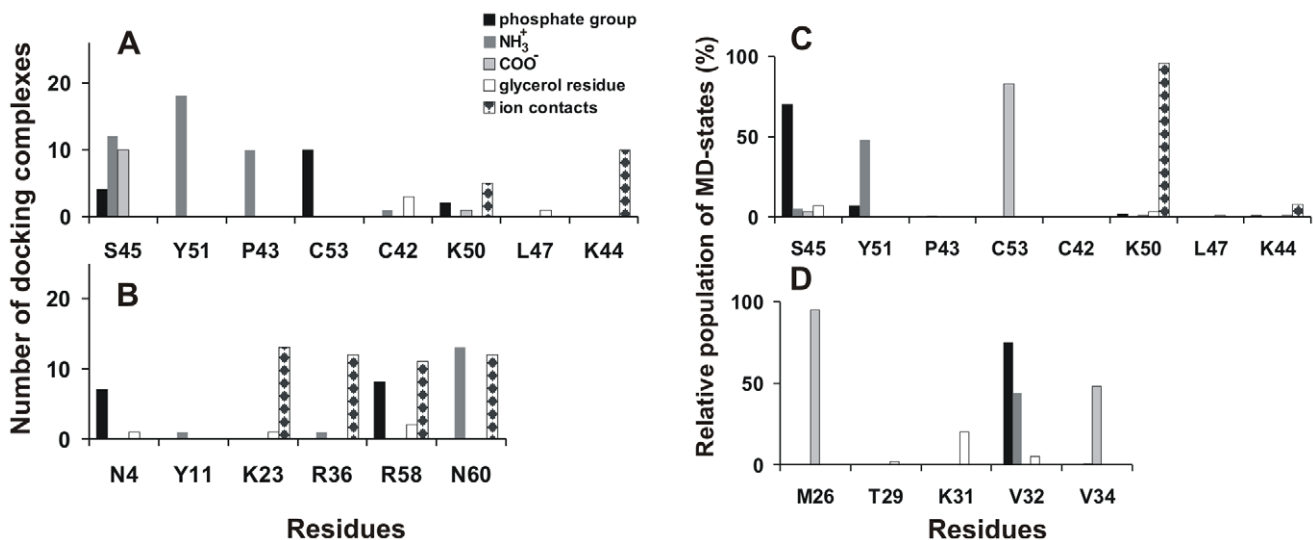 Number of docking complexes
A
phosphate group
NH₃⁺
COO⁻
glycerol residue
ion contacts
20
10
0
S45 Y51 P43 C53 C42 K50 L47 K44
B
20
10
0
N4 Y11 K23 R36 R58 N60
Residues
Relative population of MD-states (%)
C
100
50
0
S45 Y51 P43 C53 C42 K50 L47 K44
D
100
50
0
M26 T29 K31 V32 V34
Residues